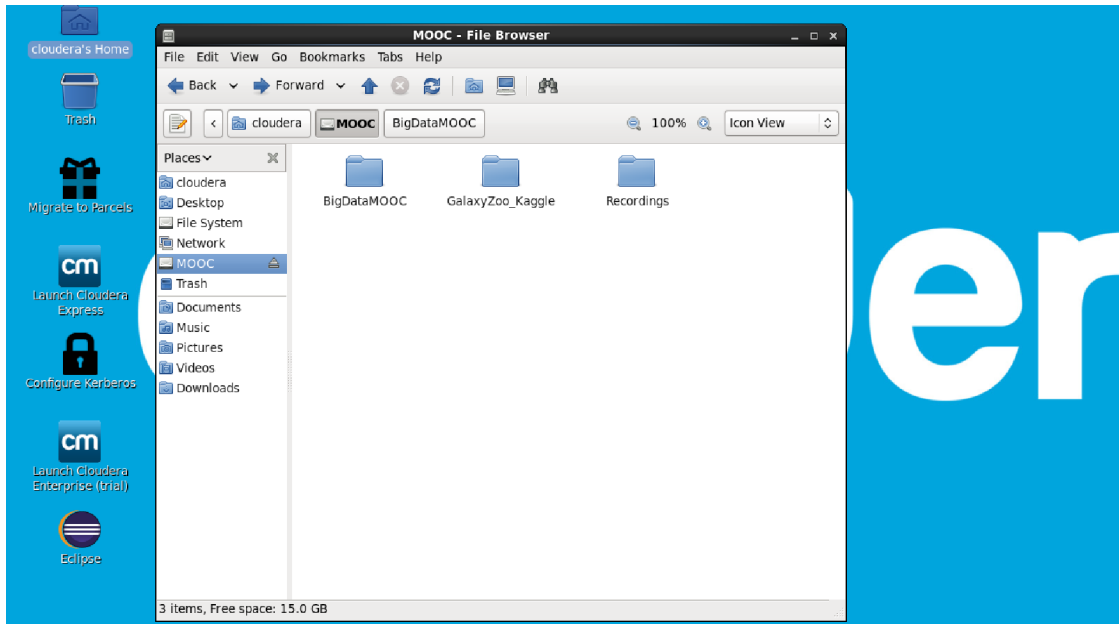 cloudera's Home
Trash
Migrate to Parcels
Launch Cloudera
Express
Configure Kerberos
Launch Cloudera
Enterprise (trial)
Eclipse
MOOC - File Browser
File Edit View Go Bookmarks Tabs Help
Back Forward
cloudera MOOC BigDataMOOC 100% Icon View
Places
cloudera
Desktop
File System
Network
MOOC
Trash
Documents
Music
Pictures
Videos
Downloads
BigDataMOOC GalaxyZoo_Kaggle Recordings
3 items, Free space: 15.0 GB
cm
cm
er